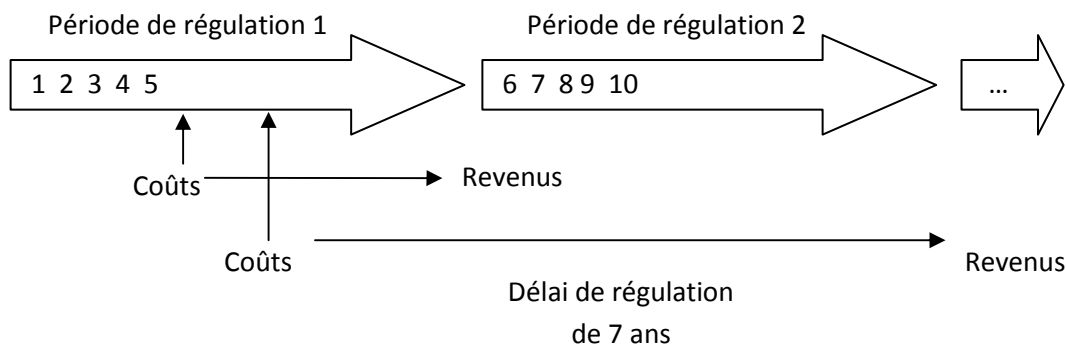 Période de régulation 1
Période de régulation 2
1 2 3 4 5
6 7 8 9 10
...
Coûts
Revenus
Coûts
Revenus
Délai de régulation
de 7 ans